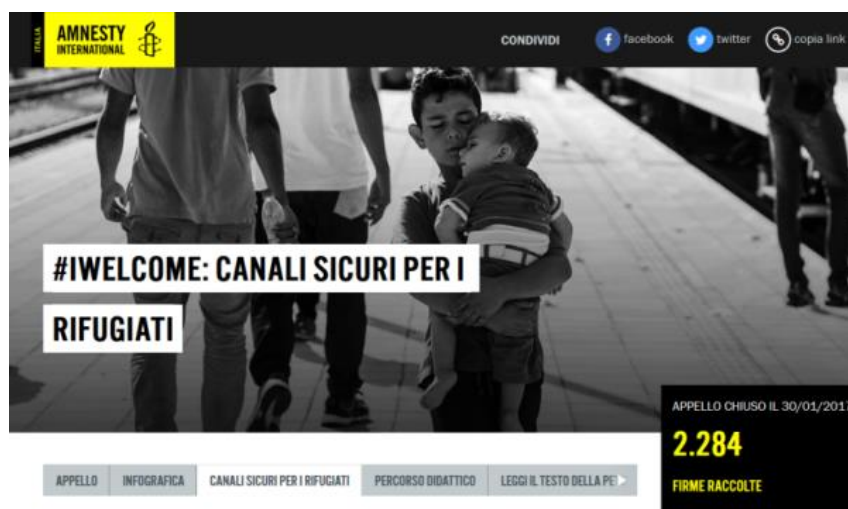 ITALIA
AMNESTY
INTERNATIONAL
CONDIVIDI
facebook
twitter
copia link
#IWELCOME: CANALI SICURI PER I
RIFUGIATI
APPELLO CHIUSO IL 30/01/2017
2.284
FIRME RACCOLTE
APPELLO
INFOGRAFICA
CANALI SICURI PER I RIFUGIATI
PERCORSO DIDATTICO
LEGGI IL TESTO DELLA PE